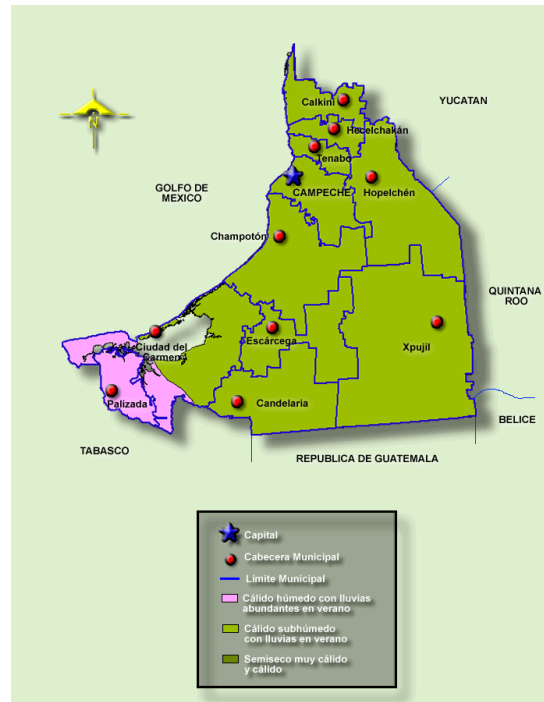 Calkiní
YUCATAN
N
Hecelchakán
Tenabo
GOLFO DE
MEXICO
CAMPECHE
Hopelchén
Champotón
QUINTANA
ROO
Ciudad del
Carmen
Escárcega
Xpujil
Palizada
Candelaria
BELICE
TABASCO
REPUBLICA DE GUATEMALA
Capital
Cabecera Municipal
Límite Municipal
Cálido húmedo con lluvias
abundantes en verano
Cálido subhúmedo
con lluvias en verano
Semiseco muy cálido
y cálido